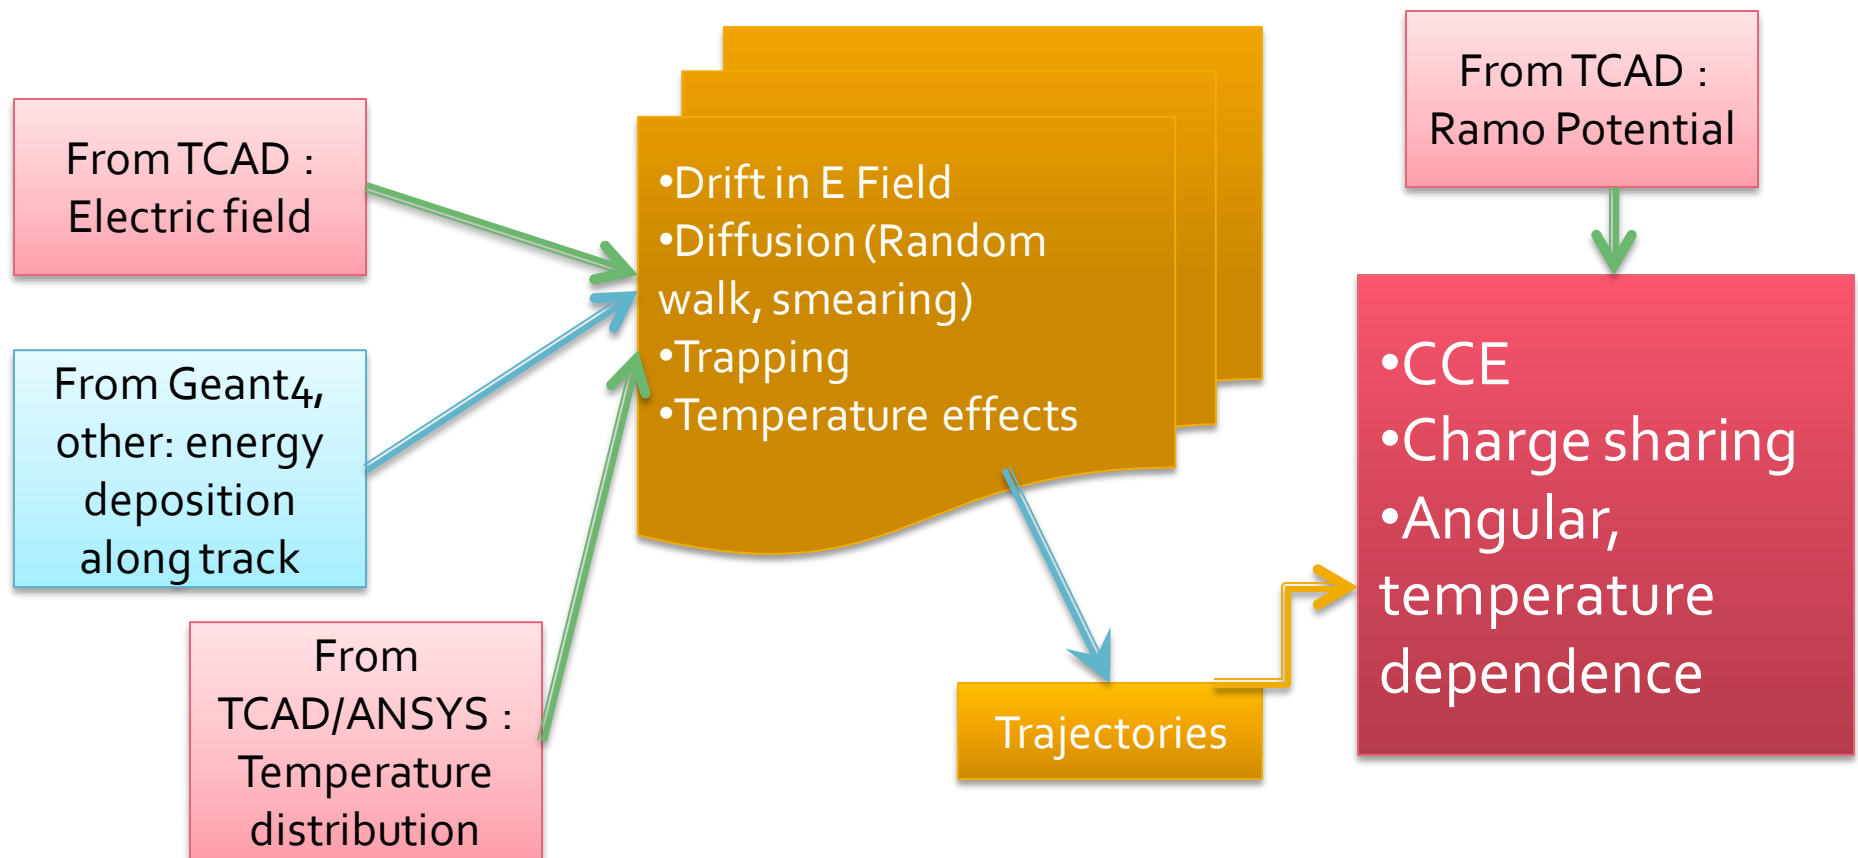 From TCAD :
Electric field
From Geant4,
other: energy
deposition
along track
From
TCAD/ANSYS :
Temperature
distribution
•Drift in E Field
•Diffusion (Random
walk, smearing)
•Trapping
•Temperature effects
Trajectories
From TCAD :
Ramo Potential
•CCE
•Charge sharing
•Angular,
temperature
dependence